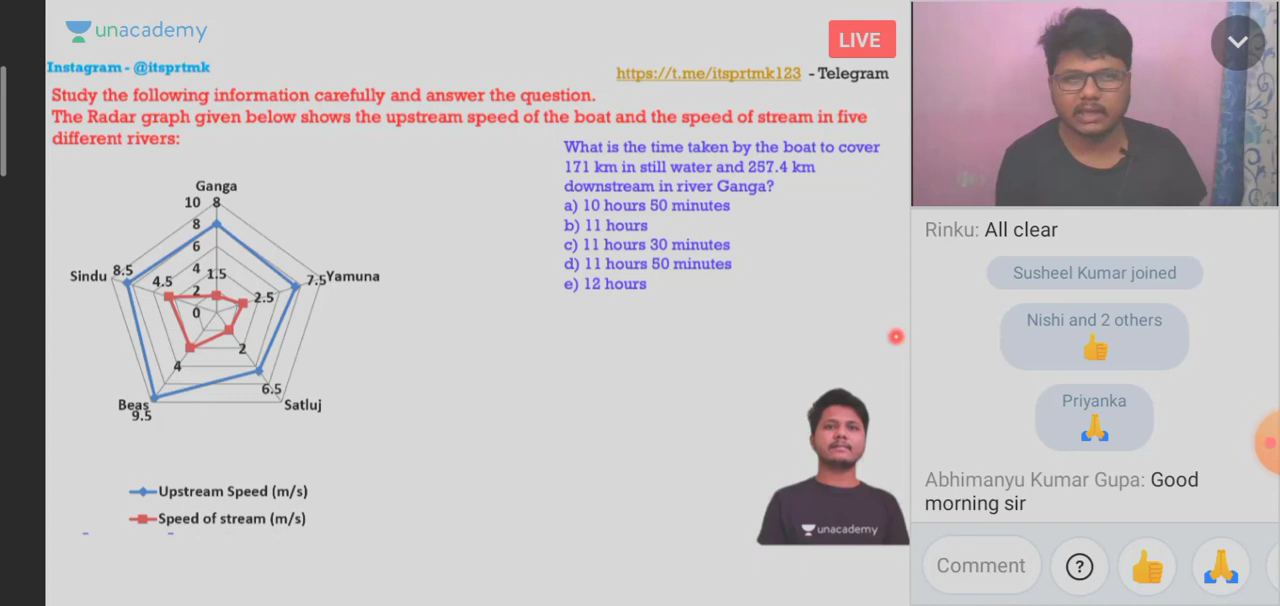 unacademy
LIVE
Instagram - @itsprtmk
https://t.me/itsprtmk123 - Telegram
Study the following information carefully and answer the question.
The Radar graph given below shows the upstream speed of the boat and the speed of stream in five
different rivers:
What is the time taken by the boat to cover
171 km in still water and 257.4 km
downstream in river Ganga?
a) 10 hours 50 minutes
b) 11 hours
c) 11 hours 30 minutes
d) 11 hours 50 minutes
e) 12 hours
Ganga
10 8
8
6
4 1.5
2
0
Sindu 8.5
4.5
7.5 Yamuna
2.5
2
4
6.5
Satluj
Beas
9.5
Upstream Speed (m/s)
Speed of stream (m/s)
unacademy
Rinku: All clear
Susheel Kumar joined
Nishi and 2 others
Priyanka
Abhimanyu Kumar Gupa: Good
morning sir
Comment
?